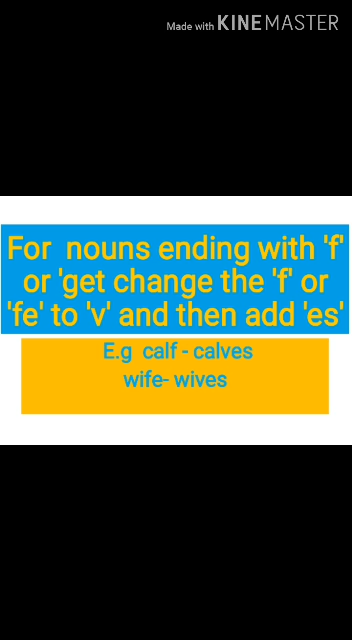 Made with KINEMASTER
For nouns ending with 'f'
or 'get change the 'f' or
'fe' to 'v' and then add 'es'
E.g calf - calves
wife- wives